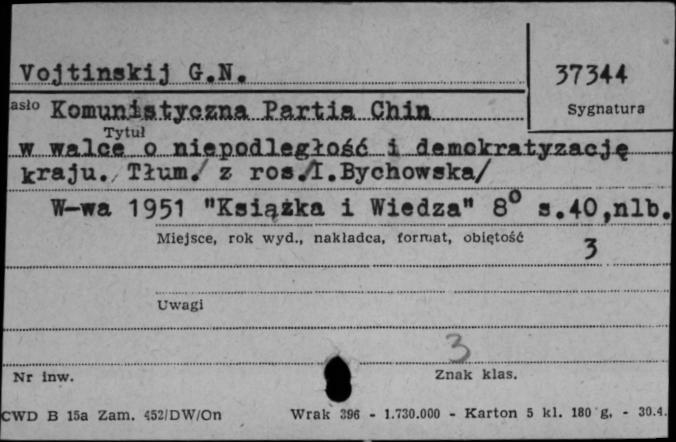 Vojtinskij G.N.
37344
Sygnatura
asło Komunistyczna Partia Chin
Tytuł
w walce o niepodległość i demokratyzację
kraju./Tłum./ z ros./I.Bychowska/
W-wa 1951 "Książka i Wiedza" 8⁰ s.40,nlb.
Miejsce, rok wyd., nakładca, format, objętość
3
Uwagi
3
Nr inw.
Znak klas.
CWD B 15a Zam. 452/DW/On Wrak 396 - 1.730.000 - Karton 5 kl. 180 g. - 30.4.